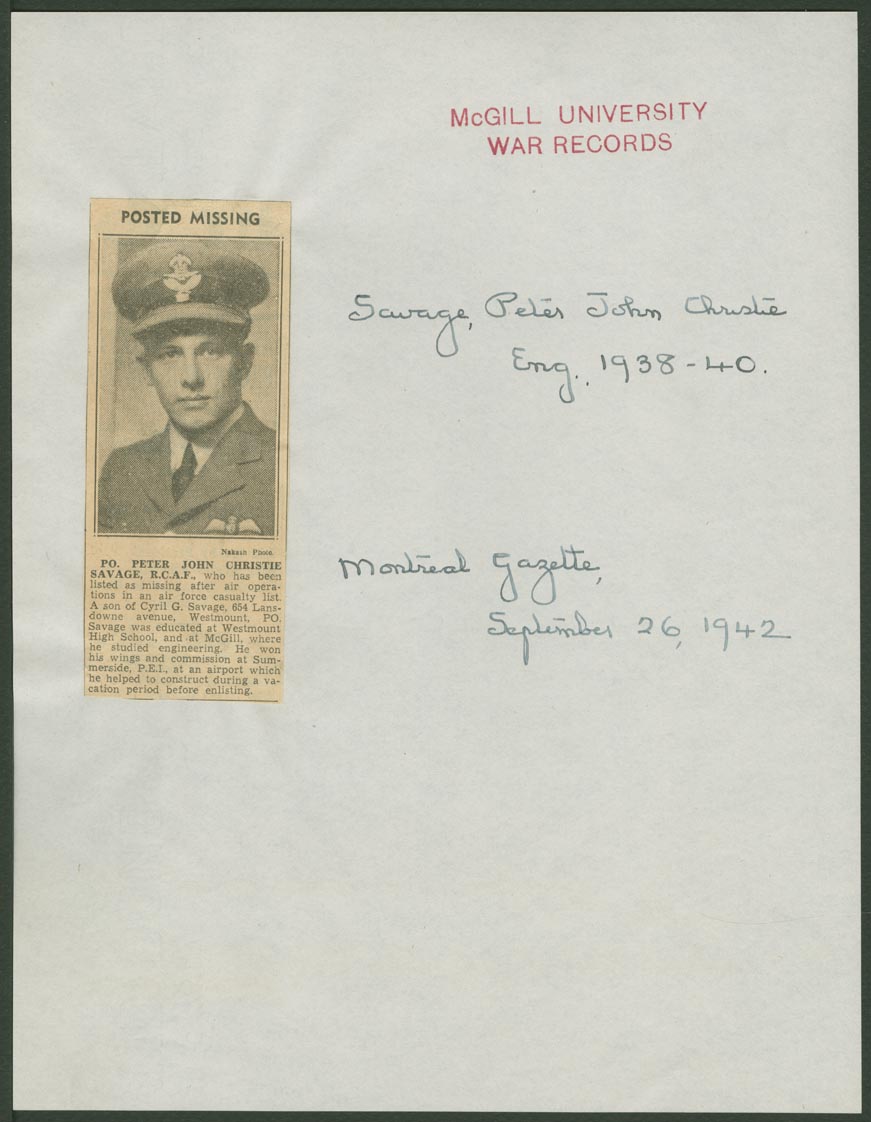 McGILL UNIVERSITY
WAR RECORDS
POSTED MISSING
Savage, Peter John Christie
Eng., 1938-40.
Nakash Photo.
PO. PETER JOHN CHRISTIE
SAVAGE, R.C.A.F., who has been
listed as missing after air opera-
tions in an air force casualty list.
A son of Cyril G. Savage, 654 Lans-
downe avenue, Westmount, PO.
Savage was educated at Westmount
High School, and at McGill, where
he studied engineering. He won
his wings and commission at Sum-
merside, P.E.I., at an airport which
he helped to construct during a va-
cation period before enlisting.
Montreal Gazette,
September 26, 1942